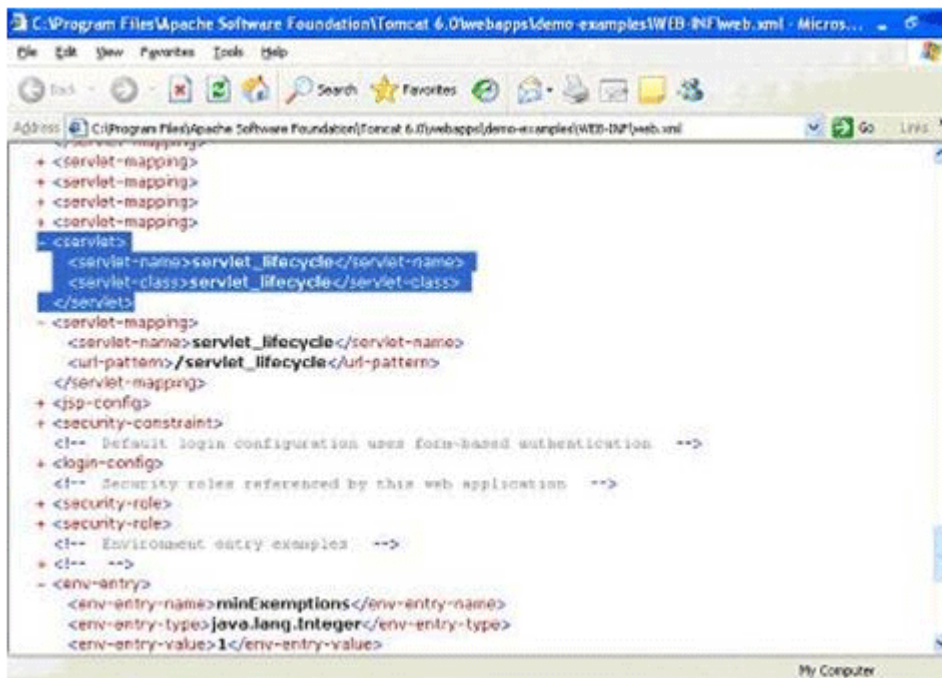 C:\Program Files\Apache Software Foundation\Tomcat 6.0\webapps\demo-examples\WEB-INF\web.xml - Micros...
File Edit View Favorites Tools Help
Back Search Favorites
Address C:\Program Files\Apache Software Foundation\Tomcat 6.0\webapps\demo-examples\WEB-INF\web.xml Go Links
</servlet-mapping>
+ <servlet-mapping>
+ <servlet-mapping>
+ <servlet-mapping>
+ <servlet-mapping>
- <servlet>
<servlet-name>servlet_lifecycle</servlet-name>
<servlet-class>servlet_lifecycle</servlet-class>
</servlet>
- <servlet-mapping>
<servlet-name>servlet_lifecycle</servlet-name>
<url-pattern>/servlet_lifecycle</url-pattern>
</servlet-mapping>
+ <jsp-config>
+ <security-constraint>
<!-- Default login configuration uses form-based authentication -->
+ <login-config>
<!-- Security roles referenced by this web application -->
+ <security-role>
+ <security-role>
<!-- Environment entry examples -->
+ <!-- -->
- <env-entry>
<env-entry-name>minExemptions</env-entry-name>
<env-entry-type>java.lang.Integer</env-entry-type>
<env-entry-value>1</env-entry-value>
My Computer